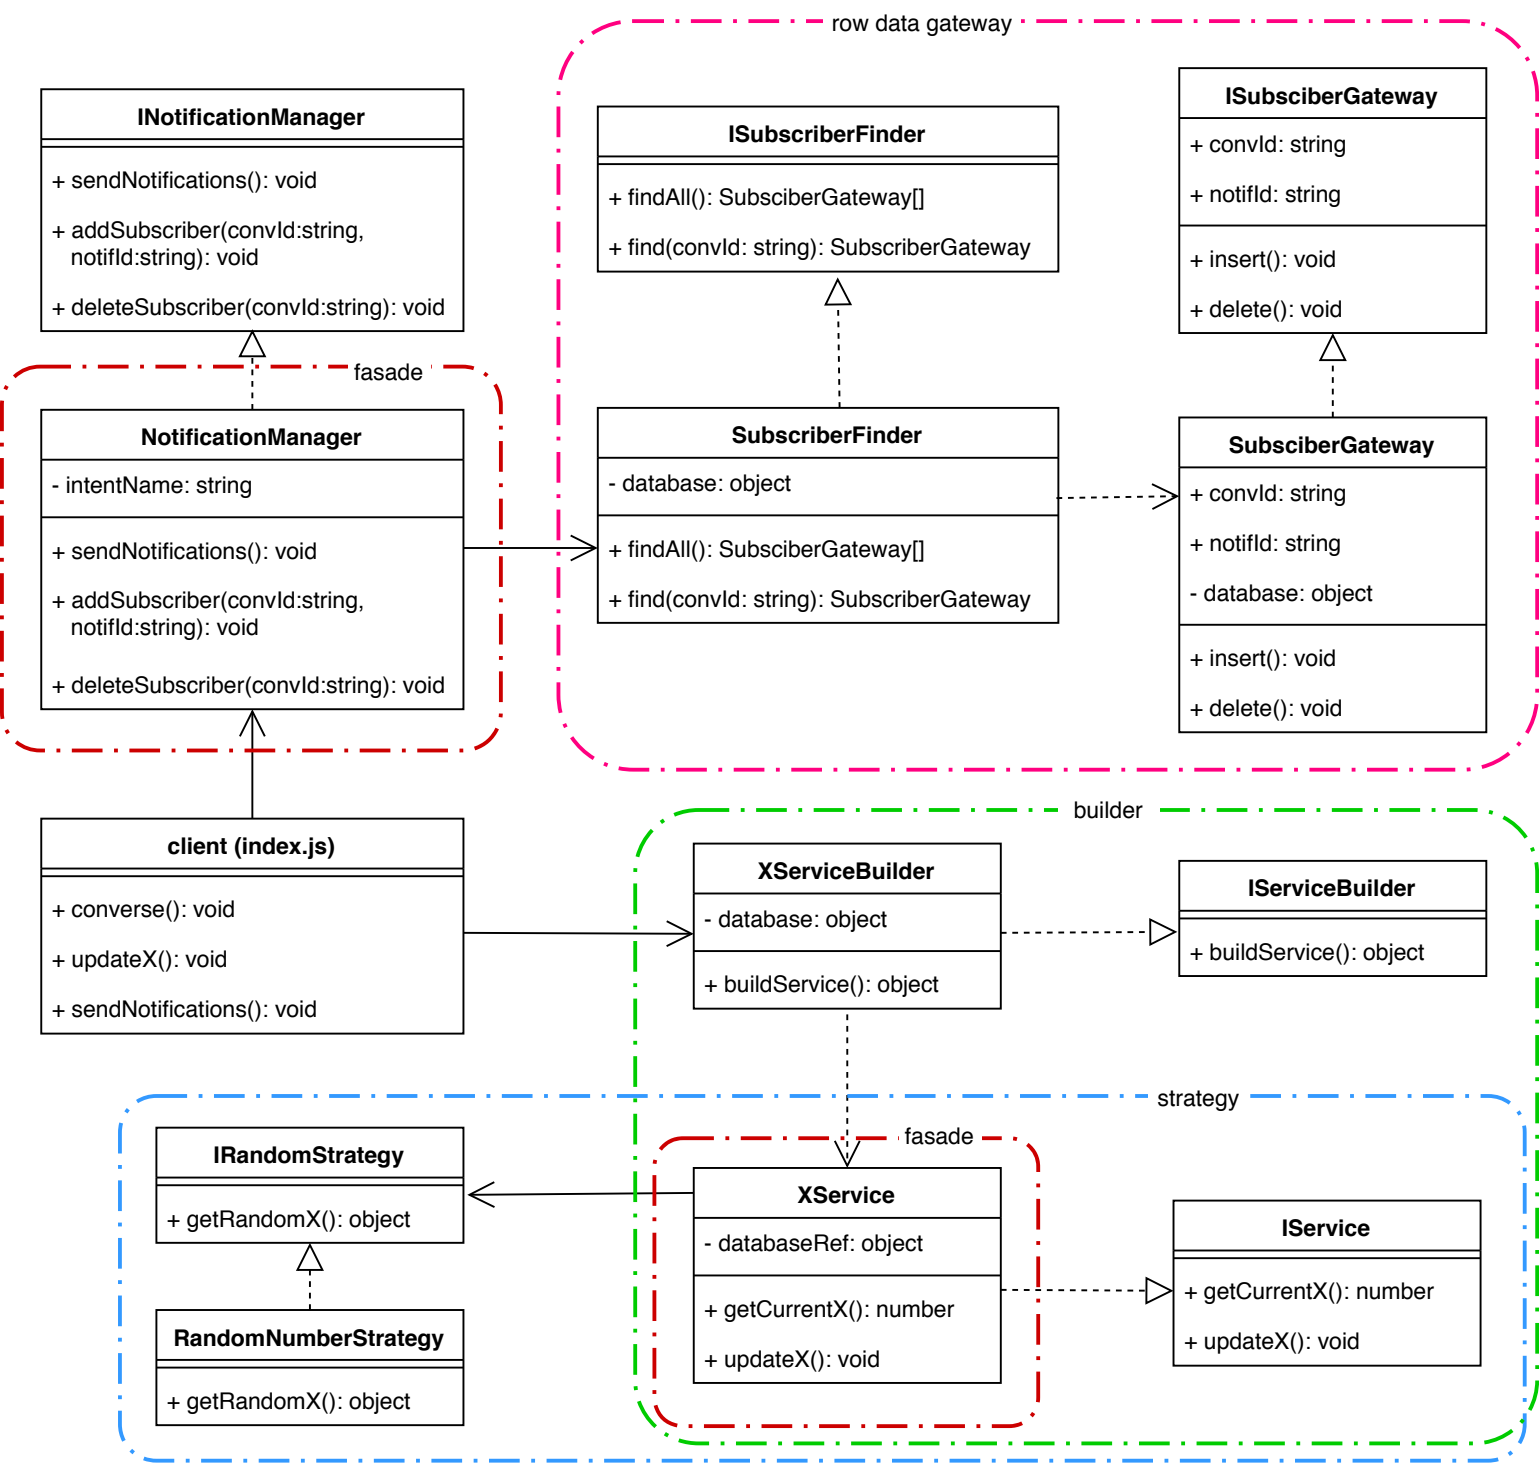 row data gateway
INotificationManager
+ sendNotifications(): void
+ addSubscriber(convId:string,
notifId:string): void
+ deleteSubscriber(convId:string): void
ISubscriberFinder
+ findAll(): SubsciberGateway[]
+ find(convId: string): SubscriberGateway
ISubsciberGateway
+ convId: string
+ notifId: string
+ insert(): void
+ delete(): void
fasade
NotificationManager
- intentName: string
+ sendNotifications(): void
+ addSubscriber(convId:string,
notifId:string): void
+ deleteSubscriber(convId:string): void
SubscriberFinder
- database: object
+ findAll(): SubsciberGateway[]
+ find(convId: string): SubscriberGateway
SubsciberGateway
+ convId: string
+ notifId: string
- database: object
+ insert(): void
+ delete(): void
client (index.js)
+ converse(): void
+ updateX(): void
+ sendNotifications(): void
builder
XServiceBuilder
- database: object
+ buildService(): object
IServiceBuilder
+ buildService(): object
strategy
IRandomStrategy
+ getRandomX(): object
RandomNumberStrategy
+ getRandomX(): object
fasade
XService
- databaseRef: object
+ getCurrentX(): number
+ updateX(): void
IService
+ getCurrentX(): number
+ updateX(): void